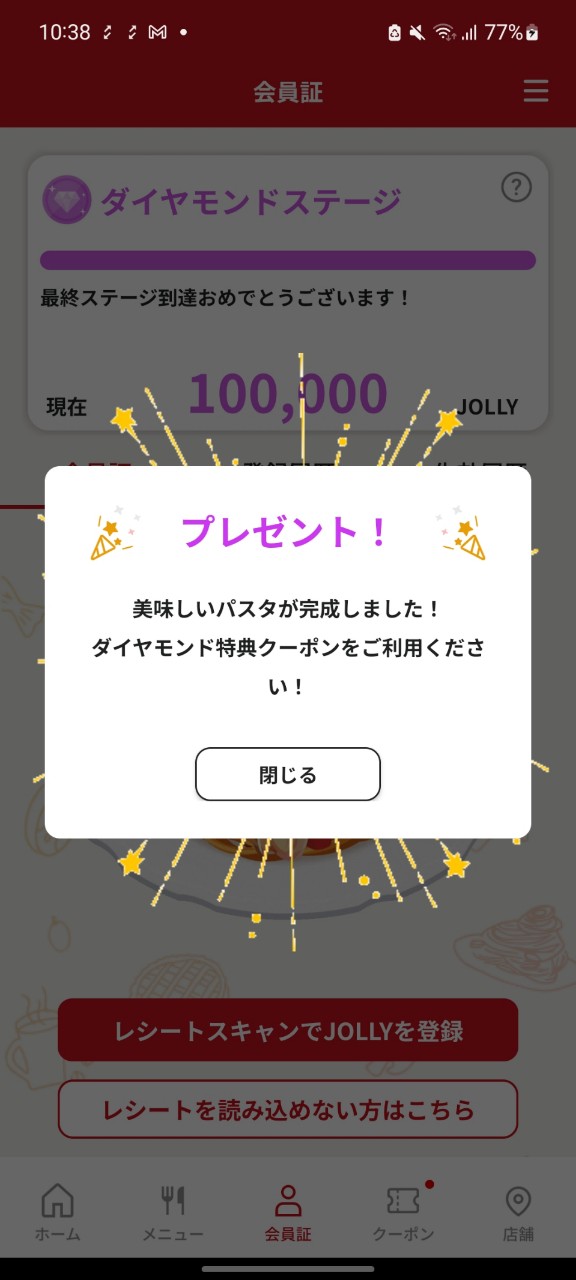 10:38
77%
会員証
ダイヤモンドステージ
?
最終ステージ到達おめでとうございます！
現在 100,000 JOLLY
プレゼント！
美味しいパスタが完成しました！
ダイヤモンド特典クーポンをご利用くださ
い！
閉じる
レシートスキャンでJOLLYを登録
レシートを読み込めない方はこちら
ホーム メニュー 会員証 クーポン 店舗